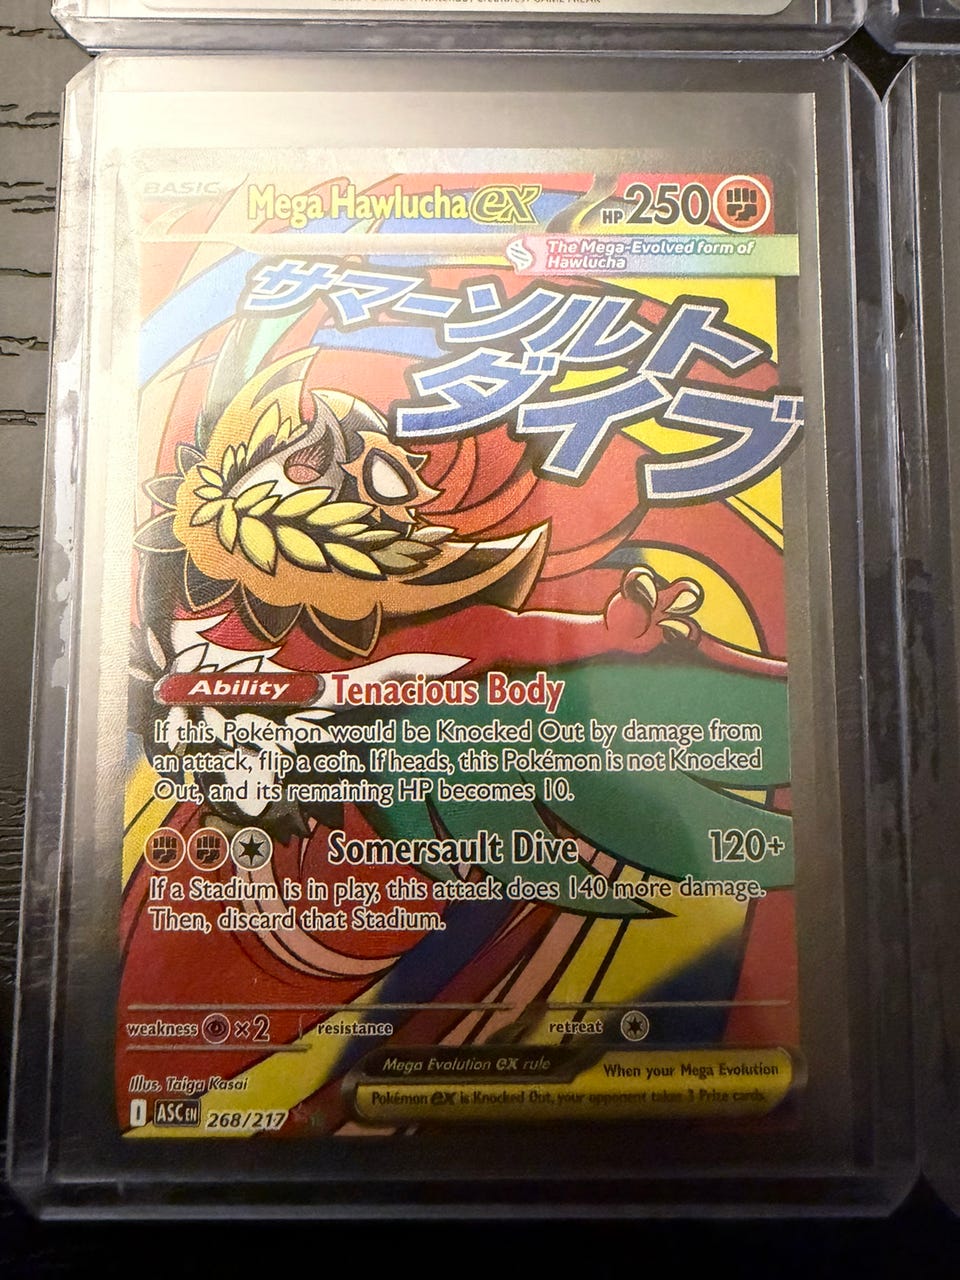 BASIC
Mega Hawlucha ex
HP 250
The Mega-Evolved form of
Hawlucha
サマーソルト
ダイブ
Ability Tenacious Body
If this Pokémon would be Knocked Out by damage from
an attack, flip a coin. If heads, this Pokémon is not Knocked
Out, and its remaining HP becomes 10.
Somersault Dive 120+
If a Stadium is in play, this attack does 140 more damage.
Then, discard that Stadium.
weakness ×2 resistance retreat
Mega Evolution ex rule When your Mega Evolution
Pokémon ex is Knocked Out, your opponent takes 3 Prize cards.
Illus. Taiga Kasai
I ASC EN 268/217